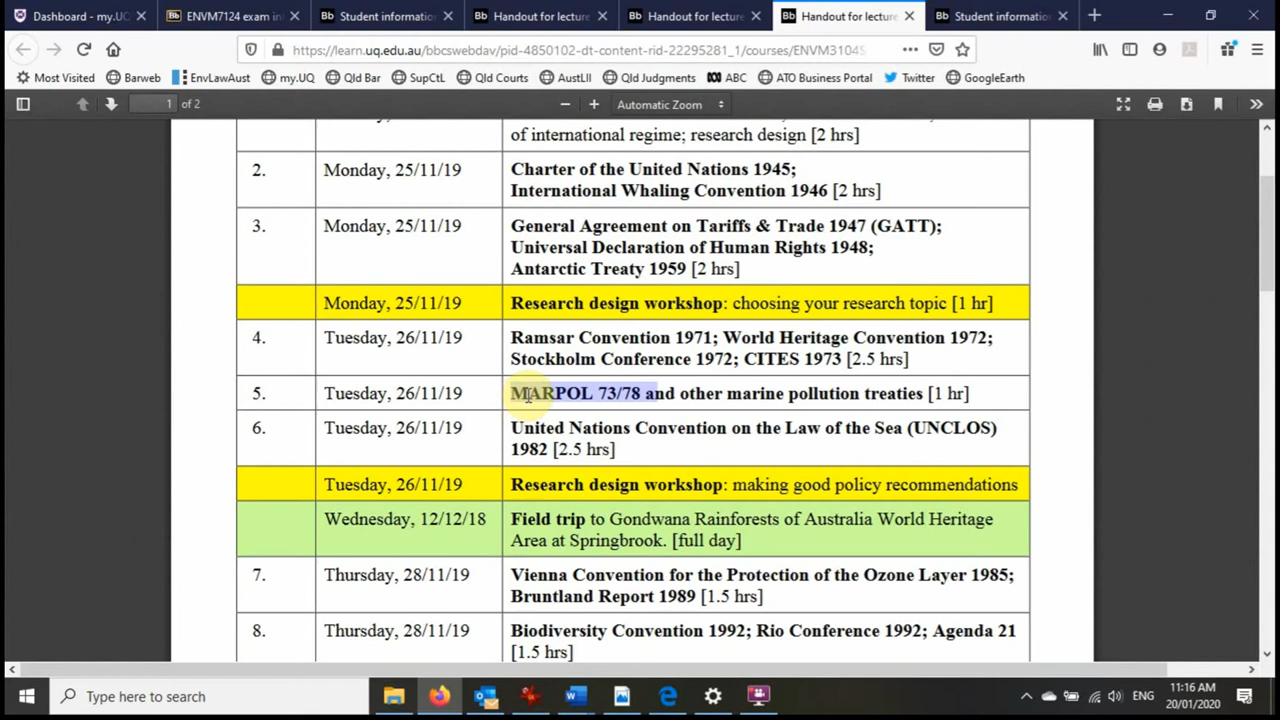 Dashboard - my.UQ
ENVM7124 exam in
Student information
Handout for lecture
Handout for lecture
Handout for lecture
Student informatio
https://learn.uq.edu.au/bbcswebdav/pid-4850102-dt-content-rid-22295281_1/courses/ENVM3104S
Most Visited
Barweb
EnvLawAust
my.UQ
Qld Bar
SupCtL
Qld Courts
AustLII
Qld Judgments
ABC
ATO Business Portal
Twitter
GoogleEarth
1 of 2
Automatic Zoom
of international regime; research design [2 hrs]
2. Monday, 25/11/19 Charter of the United Nations 1945;
International Whaling Convention 1946 [2 hrs]
3. Monday, 25/11/19 General Agreement on Tariffs & Trade 1947 (GATT);
Universal Declaration of Human Rights 1948;
Antarctic Treaty 1959 [2 hrs]
Monday, 25/11/19 Research design workshop: choosing your research topic [1 hr]
4. Tuesday, 26/11/19 Ramsar Convention 1971; World Heritage Convention 1972;
Stockholm Conference 1972; CITES 1973 [2.5 hrs]
5. Tuesday, 26/11/19 MARPOL 73/78 and other marine pollution treaties [1 hr]
6. Tuesday, 26/11/19 United Nations Convention on the Law of the Sea (UNCLOS)
1982 [2.5 hrs]
Tuesday, 26/11/19 Research design workshop: making good policy recommendations
Wednesday, 12/12/18 Field trip to Gondwana Rainforests of Australia World Heritage
Area at Springbrook. [full day]
7. Thursday, 28/11/19 Vienna Convention for the Protection of the Ozone Layer 1985;
Bruntland Report 1989 [1.5 hrs]
8. Thursday, 28/11/19 Biodiversity Convention 1992; Rio Conference 1992; Agenda 21
[1.5 hrs]
Type here to search
ENG
11:16 AM
20/01/2020